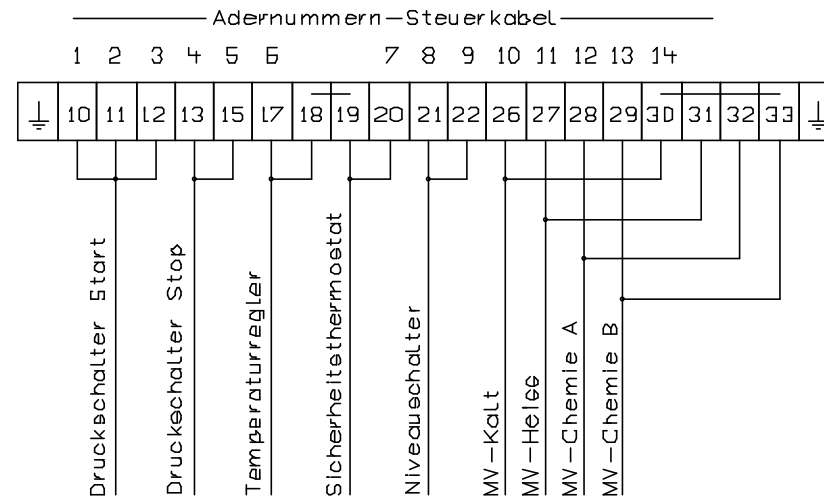 Adernummern-Steuerkabel
1 2 3 4 5 6 7 8 9 10 11 12 13 14
10 11 12 13 15 17 18 19 20 21 22 26 27 28 29 30 31 32 33
Druckschalter Start
Druckschalter Stop
Temperaturregler
Sicherheitsthermostat
Niveauschalter
MV-Kalt
MV-Heiss
MV-Chemie A
MV-Chemie B